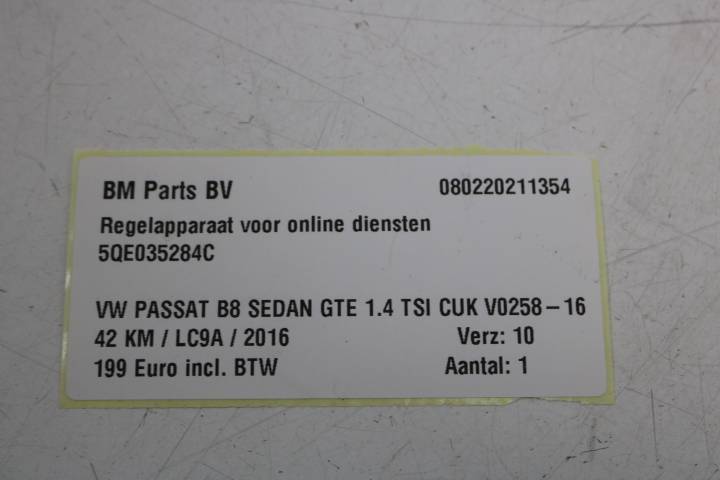 BM Parts BV 080220211354
Regelapparaat voor online diensten
5QE035284C
VW PASSAT B8 SEDAN GTE 1.4 TSI CUK V0258-16
42 KM / LC9A / 2016 Verz: 10
199 Euro incl. BTW Aantal: 1